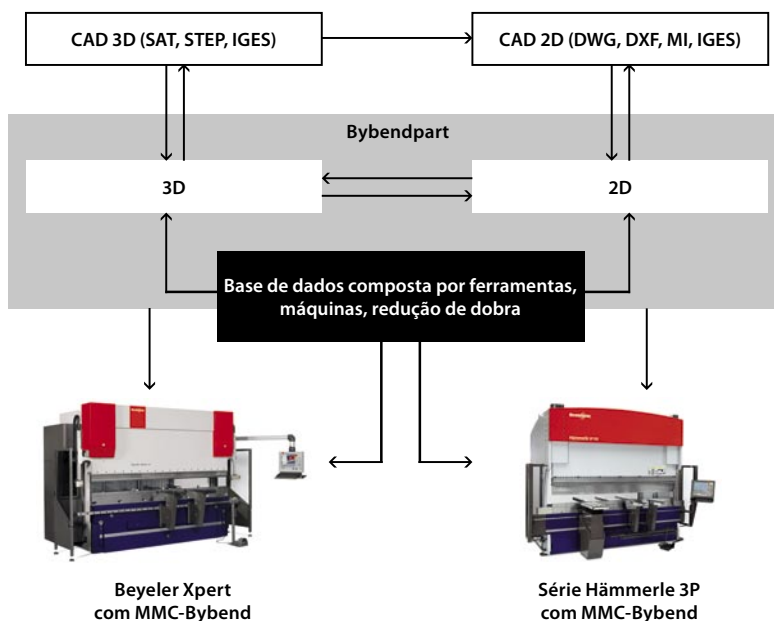 CAD 3D (SAT, STEP, IGES)
CAD 2D (DWG, DXF, MI, IGES)
Bybendpart
3D
2D
Base de dados composta por ferramentas,
máquinas, redução de dobra
Beyeler Xpert
com MMC-Bybend
Série Hämmerle 3P
com MMC-Bybend